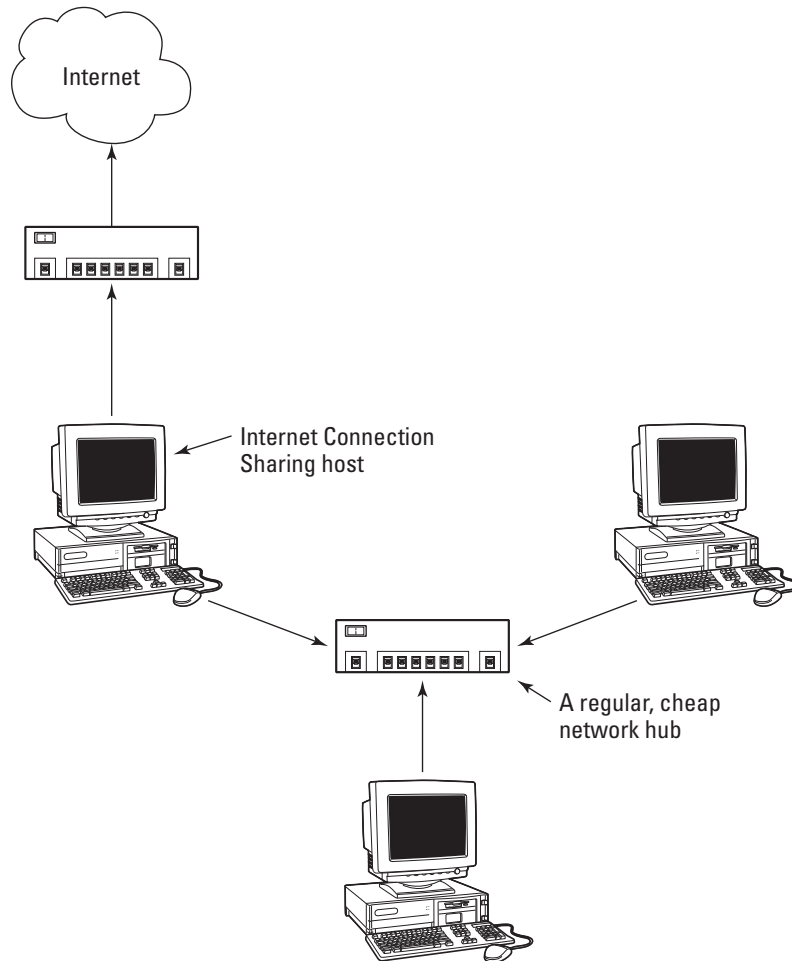 Internet
Internet Connection
Sharing host
A regular, cheap
network hub